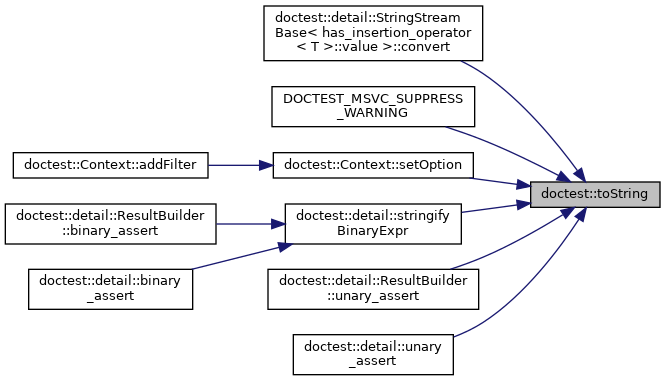 doctest::detail::StringStream
Base< has_insertion_operator
< T >::value >::convert
DOCTEST_MSVC_SUPPRESS
_WARNING
doctest::Context::addFilter
doctest::Context::setOption
doctest::toString
doctest::detail::ResultBuilder
::binary_assert
doctest::detail::stringify
BinaryExpr
doctest::detail::binary
_assert
doctest::detail::ResultBuilder
::unary_assert
doctest::detail::unary
_assert